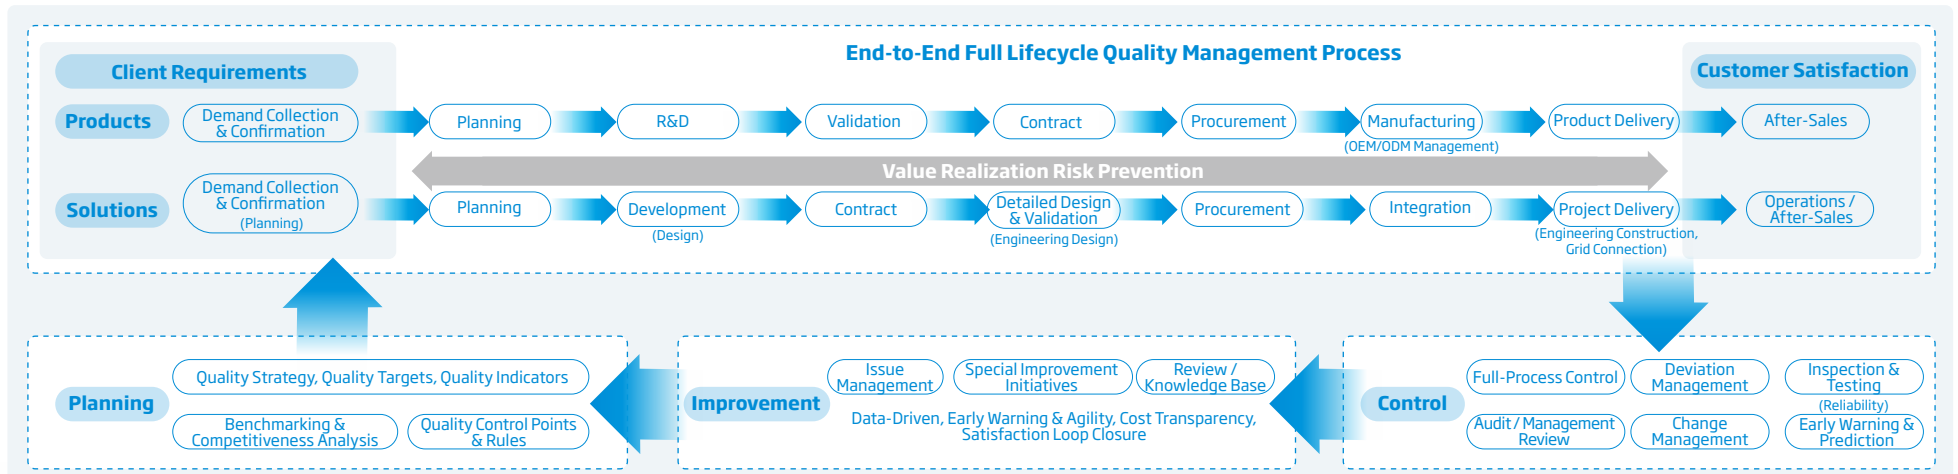 End-to-End Full Lifecycle Quality Management Process
Client Requirements
Customer Satisfaction
Products
Demand Collection
& Confirmation
Planning
R&D
Validation
Contract
Procurement
Manufacturing
(OEM/ODM Management)
Product Delivery
After-Sales
Value Realization Risk Prevention
Solutions
Demand Collection
& Confirmation
(Planning)
Planning
Development
(Design)
Contract
Detailed Design
& Validation
(Engineering Design)
Procurement
Integration
Project Delivery
(Engineering Construction,
Grid Connection)
Operations /
After-Sales
Planning
Quality Strategy, Quality Targets, Quality Indicators
Benchmarking &
Competitiveness Analysis
Quality Control Points
& Rules
Improvement
Issue
Management
Special Improvement
Initiatives
Review /
Knowledge Base
Data-Driven, Early Warning & Agility, Cost Transparency,
Satisfaction Loop Closure
Control
Full-Process Control
Deviation
Management
Inspection &
Testing
(Reliability)
Audit / Management
Review
Change
Management
Early Warning &
Prediction